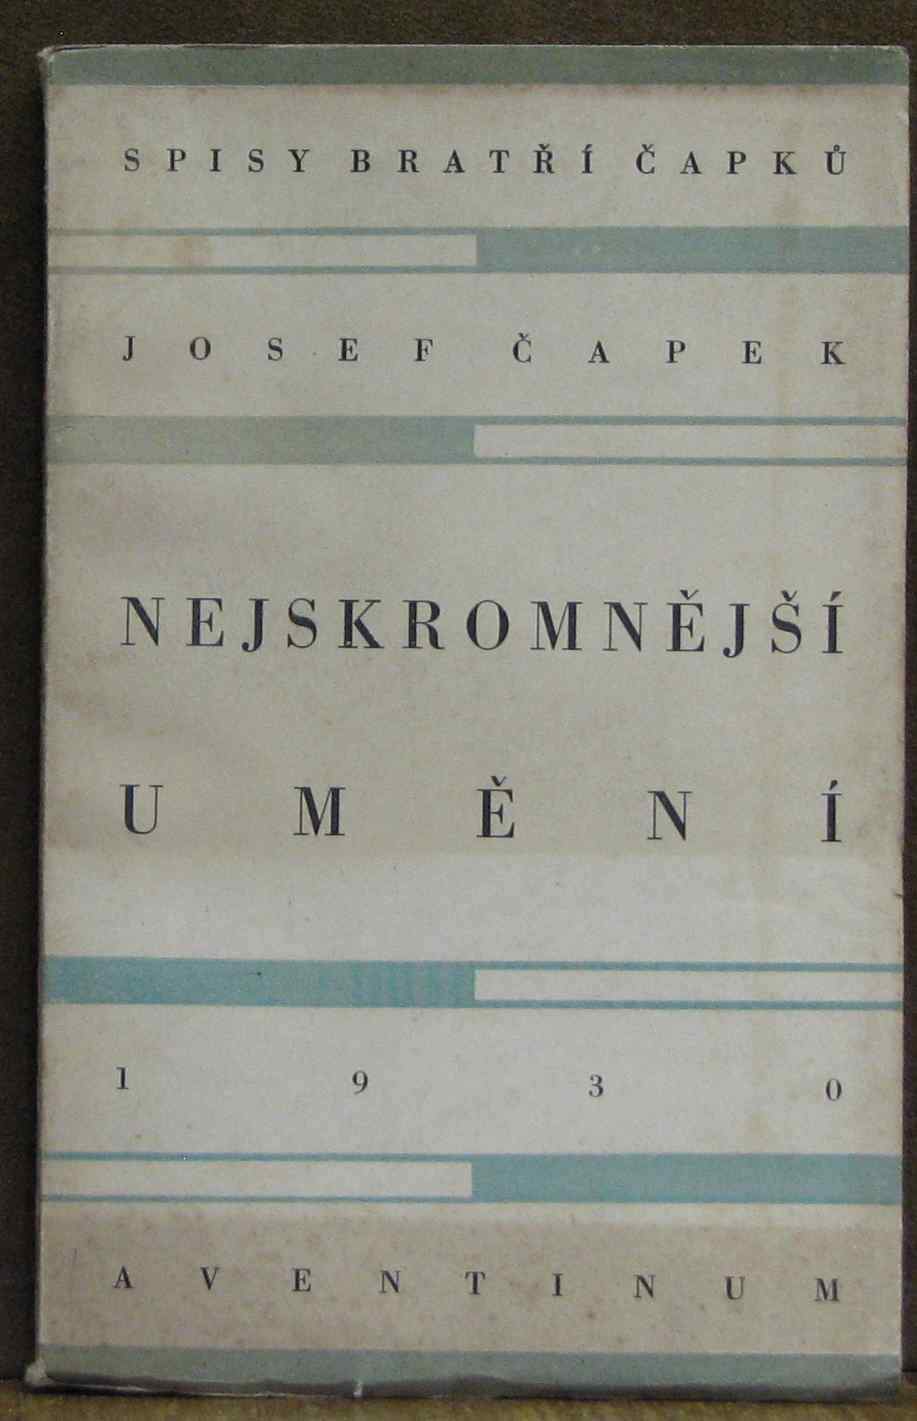 SPISY BRATŘÍ ČAPKŮ
JOSEF ČAPEK
NEJSKROMNĚJŠÍ
UMĚNÍ
1930
AVENTINUM